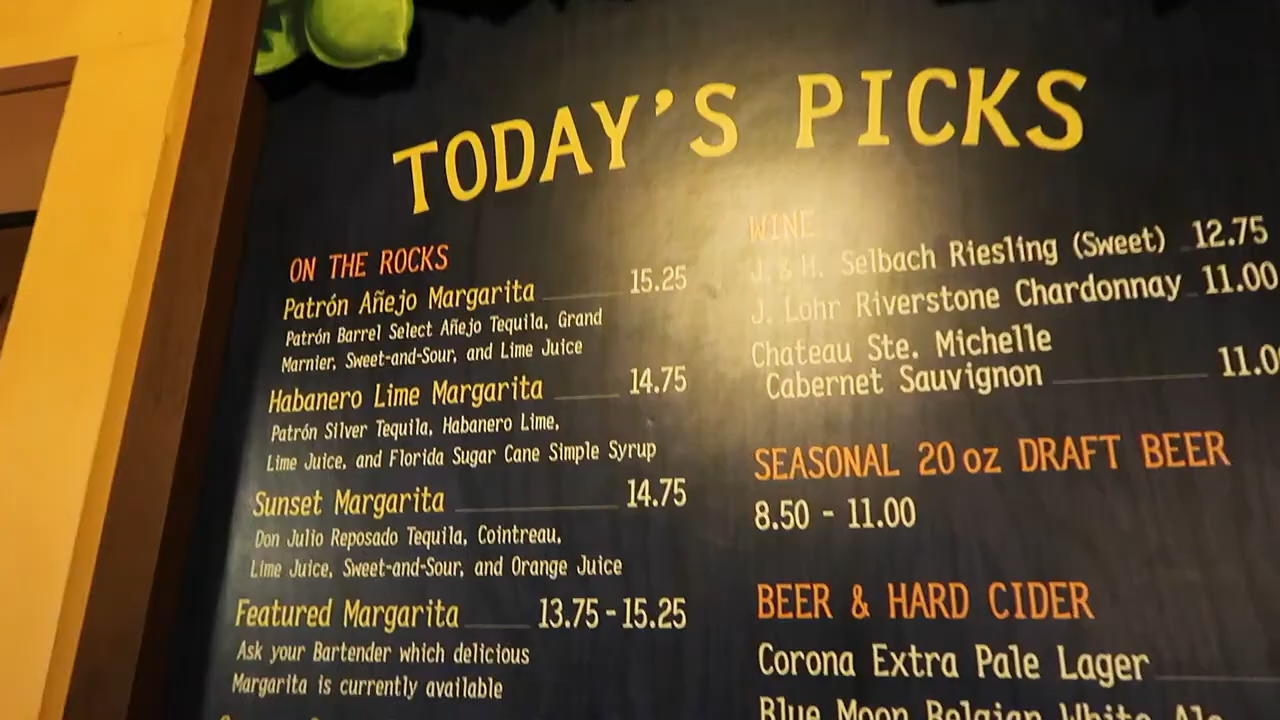 TODAY'S PICKS
ON THE ROCKS
Patrón Añejo Margarita 15.25
Patrón Barrel Select Añejo Tequila, Grand
Marnier, Sweet-and-Sour, and Lime Juice
Habanero Lime Margarita 14.75
Patrón Silver Tequila, Habanero Lime,
Lime Juice, and Florida Sugar Cane Simple Syrup
Sunset Margarita 14.75
Don Julio Reposado Tequila, Cointreau,
Lime Juice, Sweet-and-Sour, and Orange Juice
Featured Margarita 13.75-15.25
Ask your Bartender which delicious
Margarita is currently available
WINE
J. & H. Selbach Riesling (Sweet) 12.75
J. Lohr Riverstone Chardonnay 11.00
Chateau Ste. Michelle
Cabernet Sauvignon 11.0
SEASONAL 20 oz DRAFT BEER
8.50 - 11.00
BEER & HARD CIDER
Corona Extra Pale Lager
Blue Moon Belgian White Ale